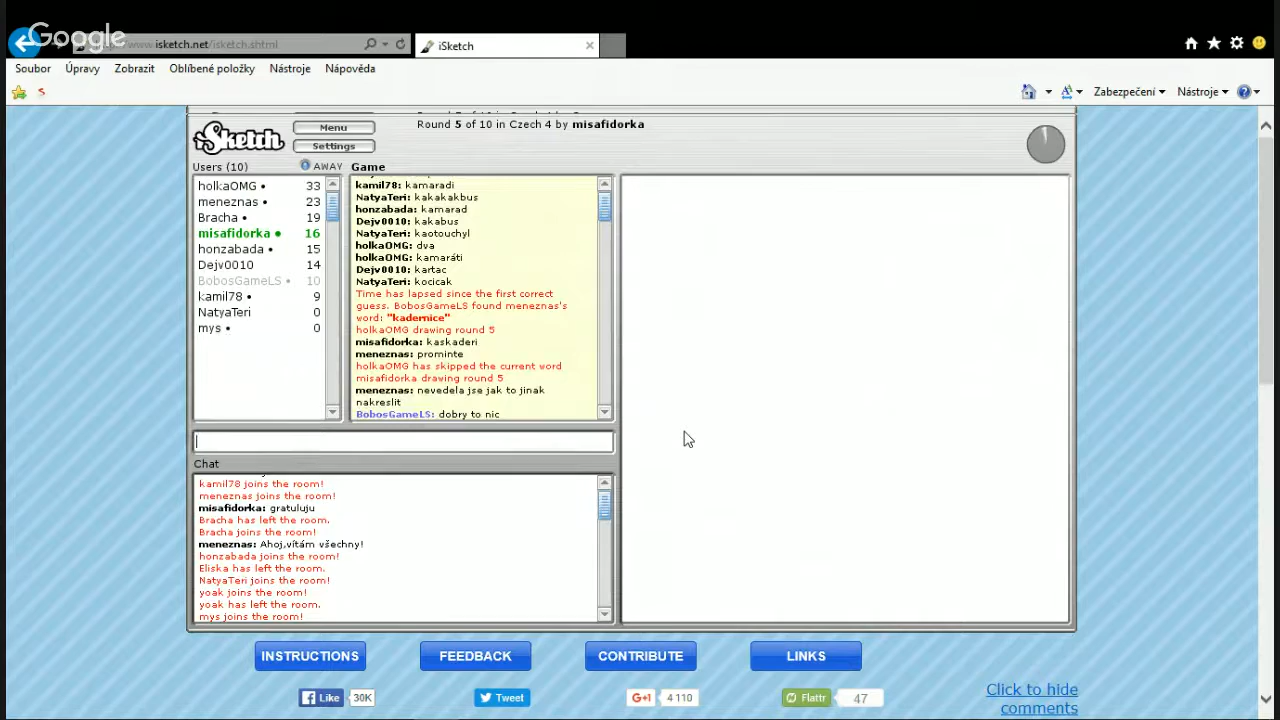 Google
www.isketch.net/isketch.shtml
iSketch
Soubor Úpravy Zobrazit Oblíbené položky Nástroje Nápověda
S
Zabezpečení Nástroje
iSketch
Menu
Settings
Round 5 of 10 in Czech 4 by misafidorka
Users (10) AWAY Game
holkaOMG • 33
meneznas • 23
Bracha • 19
misafidorka • 16
honzabada • 15
Dejv0010 14
BobosGameLS • 10
kamil78 • 9
NatyaTeri 0
mys • 0
kamil78: kamaradi
NatyaTeri: kakakakbus
honzabada: kamarad
Dejv0010: kakabus
NatyaTeri: kaotouchyl
holkaOMG: dva
holkaOMG: kamaráti
Dejv0010: kartac
NatyaTeri: kocicak
Time has lapsed since the first correct
guess. BobosGameLS found meneznas's
word: "kadernice"
holkaOMG drawing round 5
misafidorka: kaskaderi
meneznas: prominte
holkaOMG has skipped the current word
misafidorka drawing round 5
meneznas: nevedela jse jak to jinak
nakreslit
BobosGameLS: dobry to nic
Chat
kamil78 joins the room!
meneznas joins the room!
misafidorka: gratuluju
Bracha has left the room.
Bracha joins the room!
meneznas: Ahoj,vítám všechny!
honzabada joins the room!
Eliska has left the room.
NatyaTeri joins the room!
yoak joins the room!
yoak has left the room.
mys joins the room!
INSTRUCTIONS FEEDBACK CONTRIBUTE LINKS
Like 30K Tweet G+1 4 110 Flattr 47
Click to hide
comments